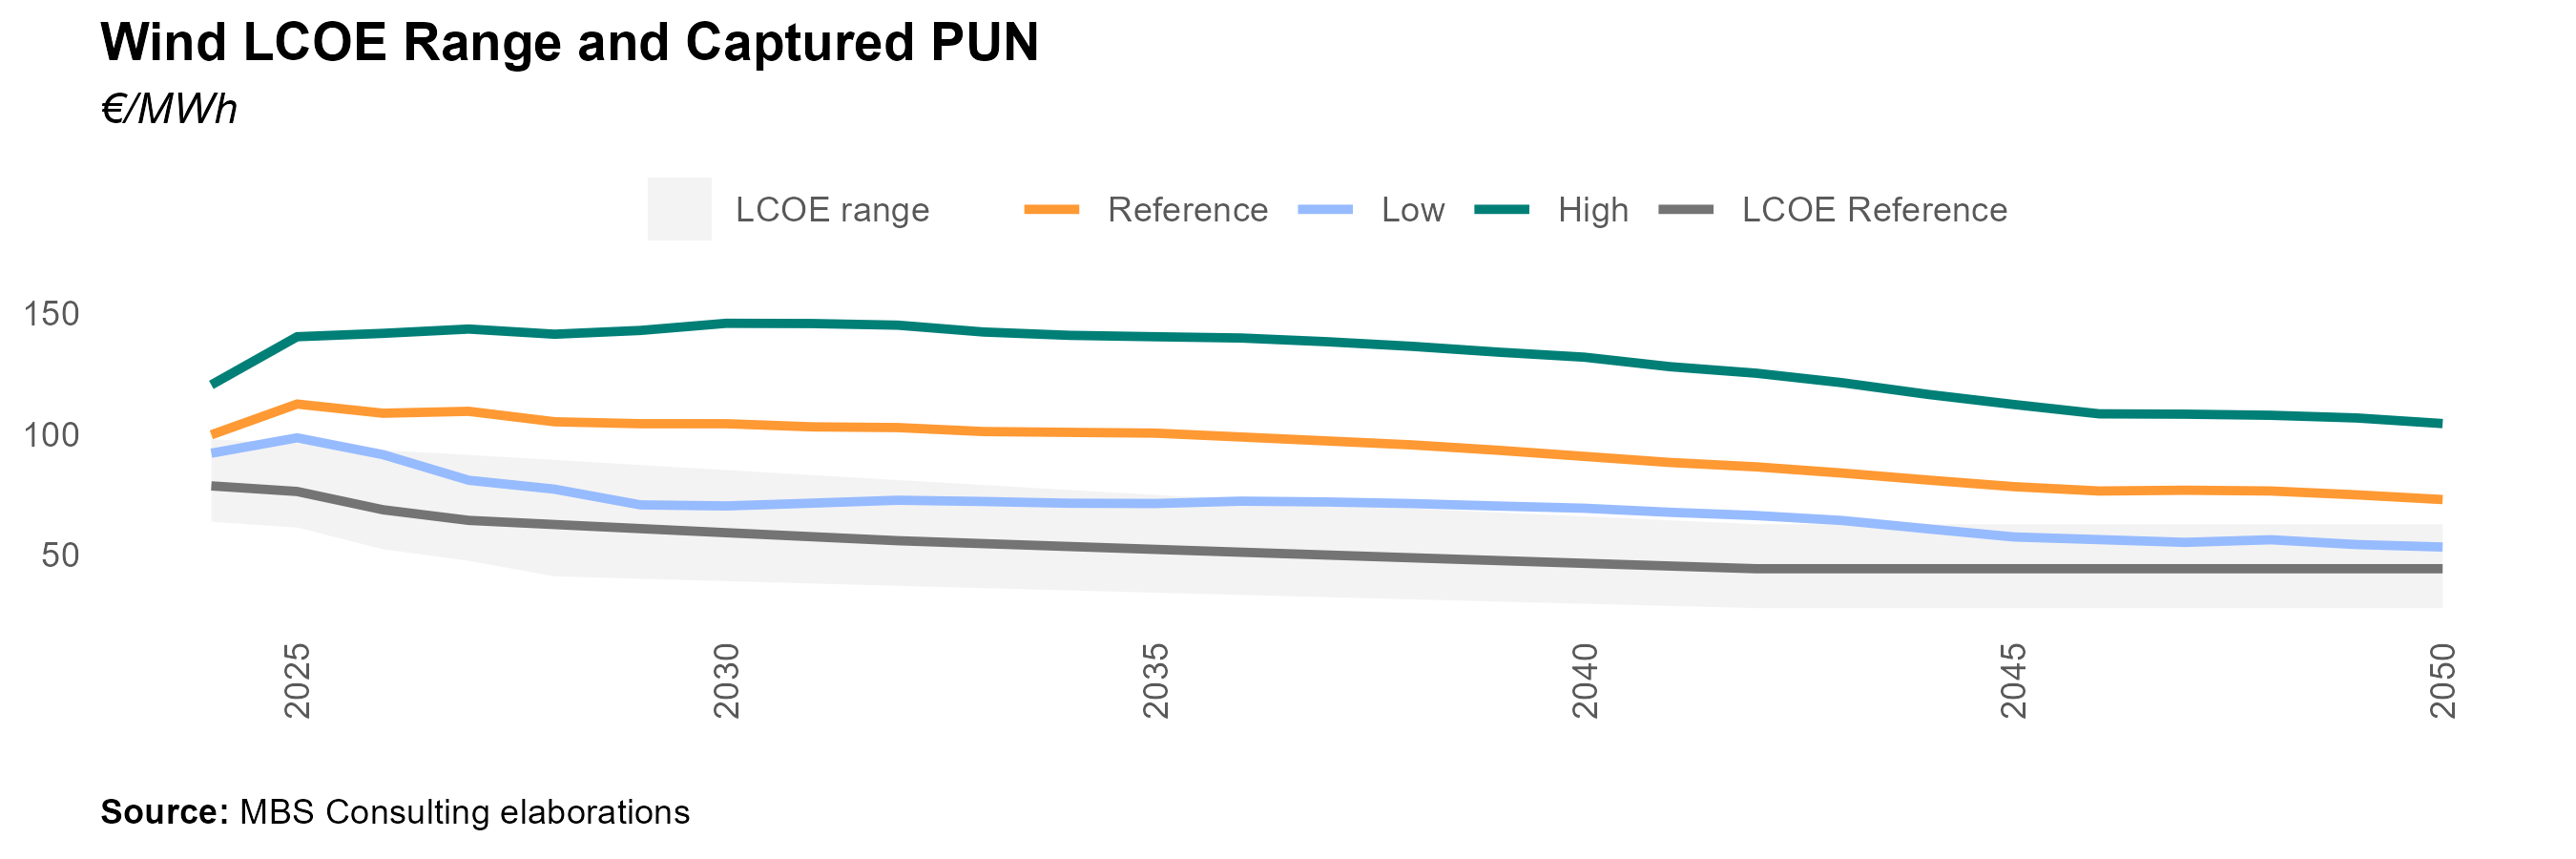 Wind LCOE Range and Captured PUN
€/MWh
LCOE range Reference Low High LCOE Reference
150
100
50
2025 2030 2035 2040 2045 2050
Source: MBS Consulting elaborations